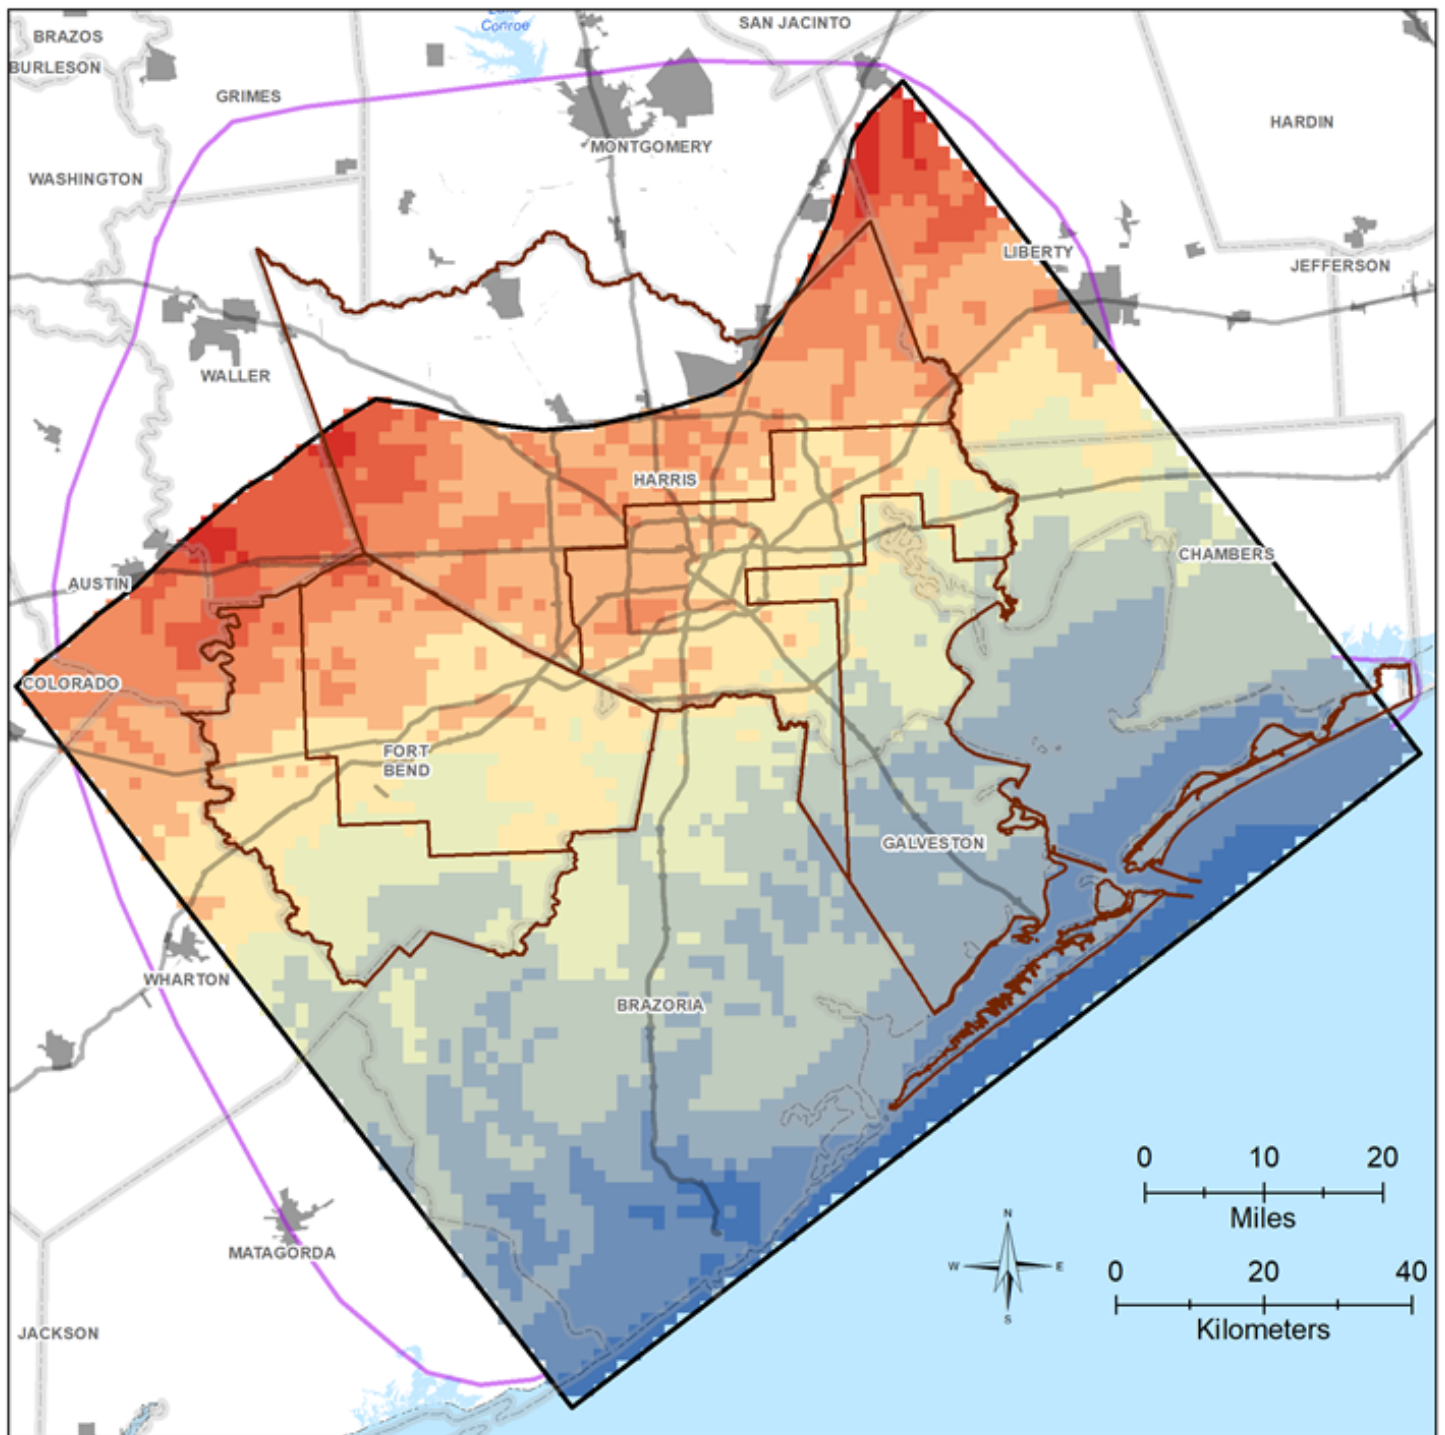 Lake
Conroe
SAN JACINTO
BRAZOS
BURLESON
GRIMES
HARDIN
MONTGOMERY
WASHINGTON
LIBERTY
JEFFERSON
WALLER
HARRIS
CHAMBERS
AUSTIN
COLORADO
FORT
BEND
GALVESTON
WHARTON
BRAZORIA
0 10 20
Miles
N
W E
S
0 20 40
Kilometers
MATAGORDA
JACKSON